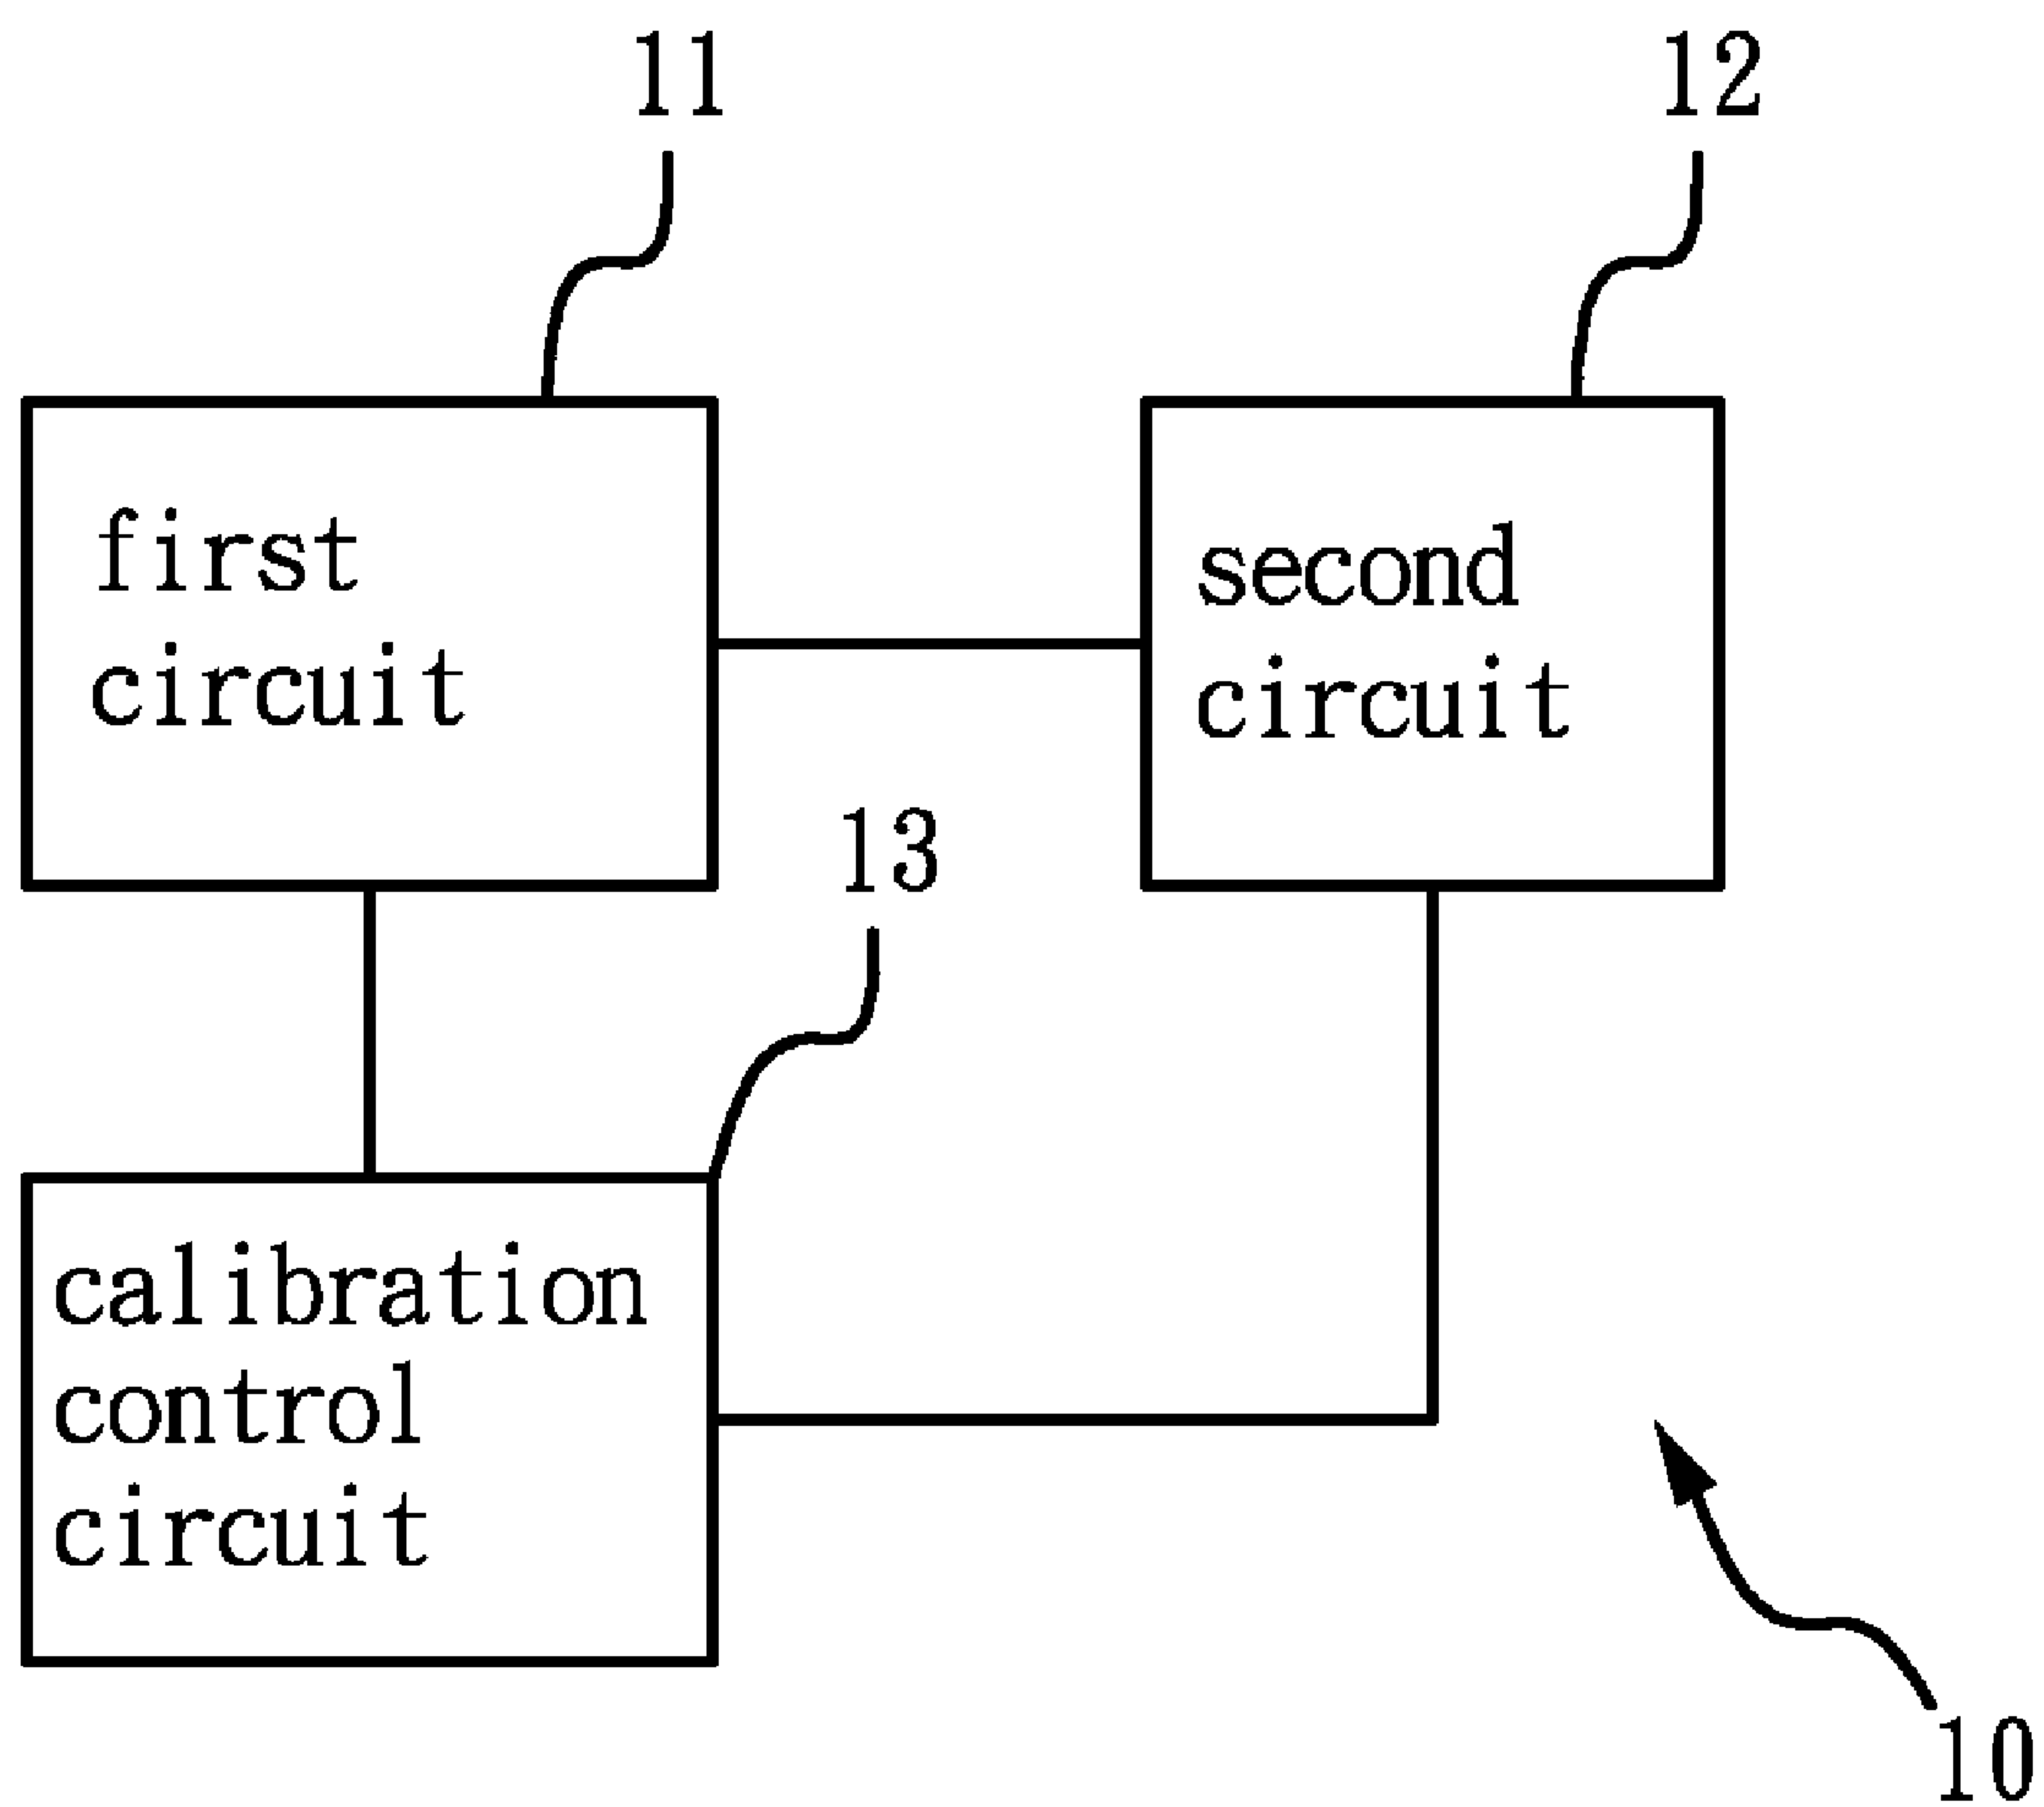 11
12
first
circuit
second
circuit
13
calibration
control
circuit
10